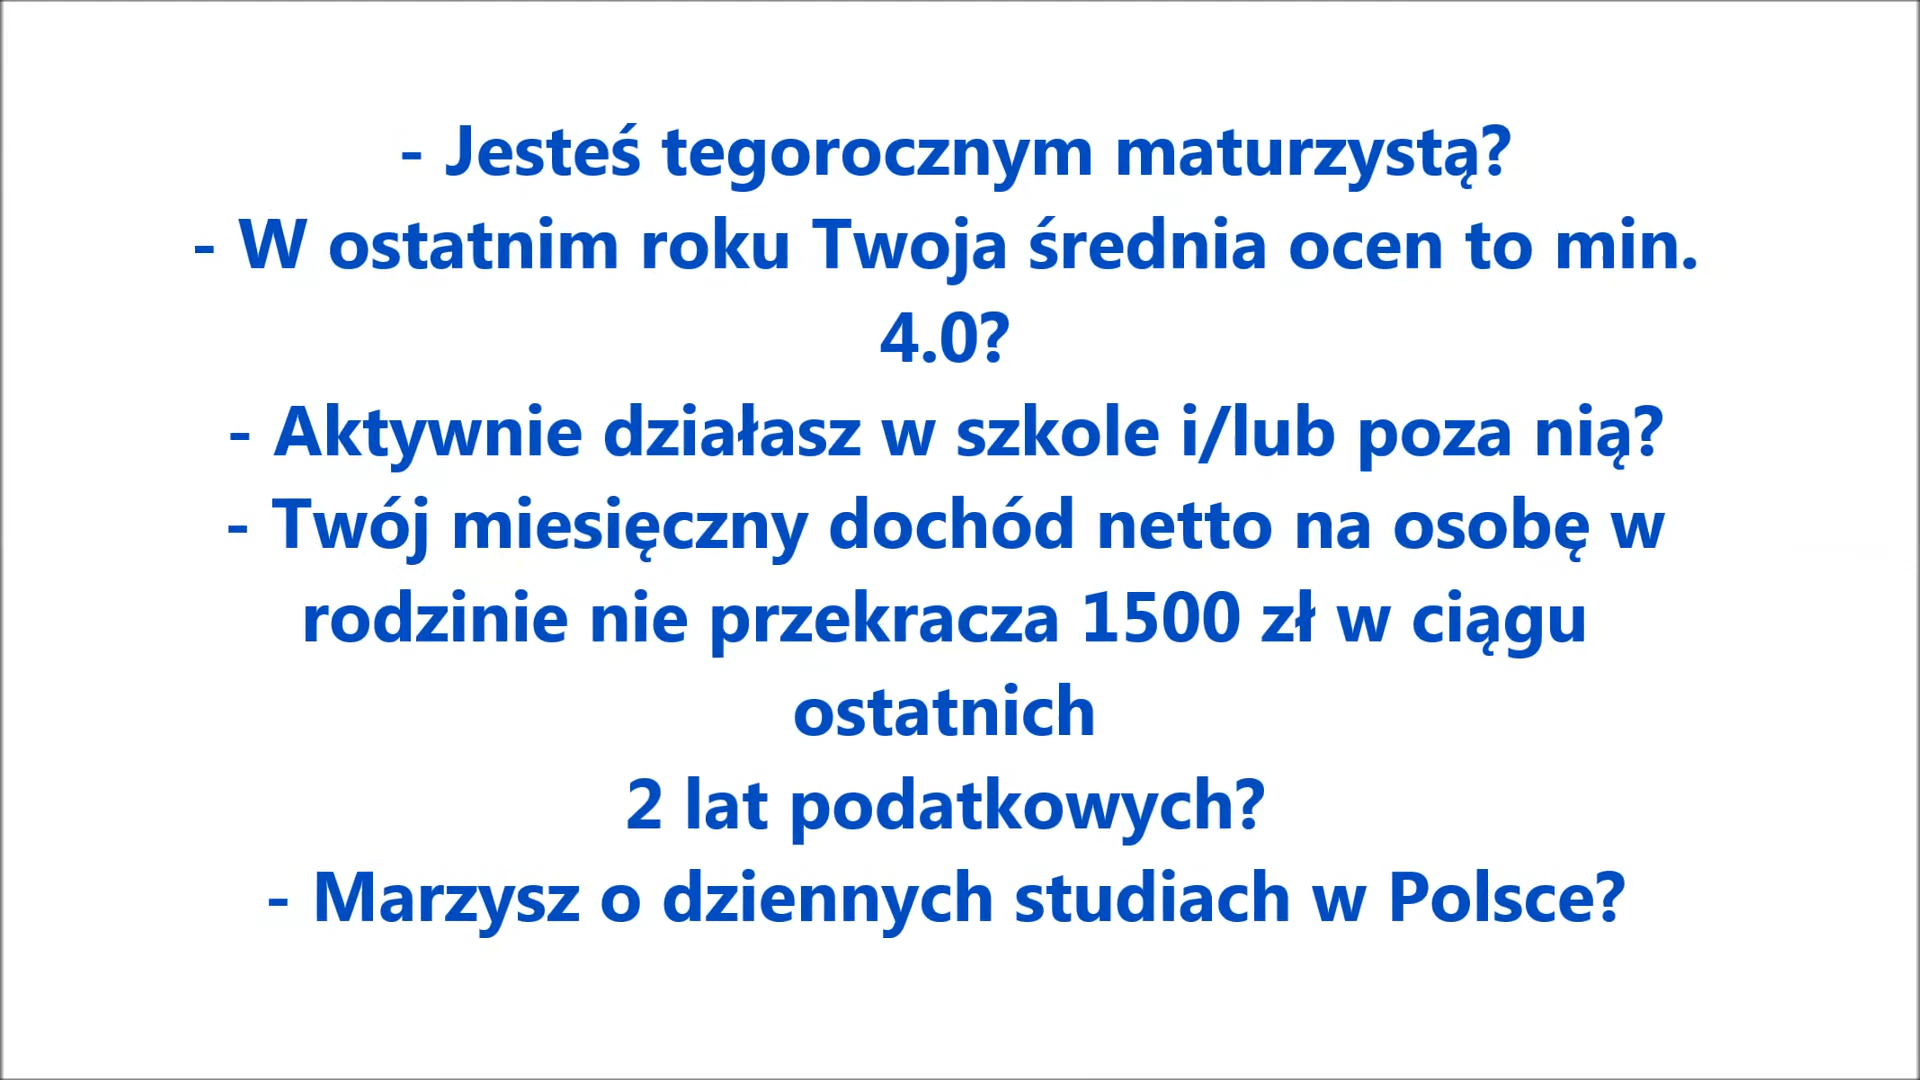 - Jesteś tegorocznym maturzystą?
- W ostatnim roku Twoja średnia ocen to min.
4.0?
- Aktywnie działasz w szkole i/lub poza nią?
- Twój miesięczny dochód netto na osobę w
rodzinie nie przekracza 1500 zł w ciągu
ostatnich
2 lat podatkowych?
- Marzysz o dziennych studiach w Polsce?